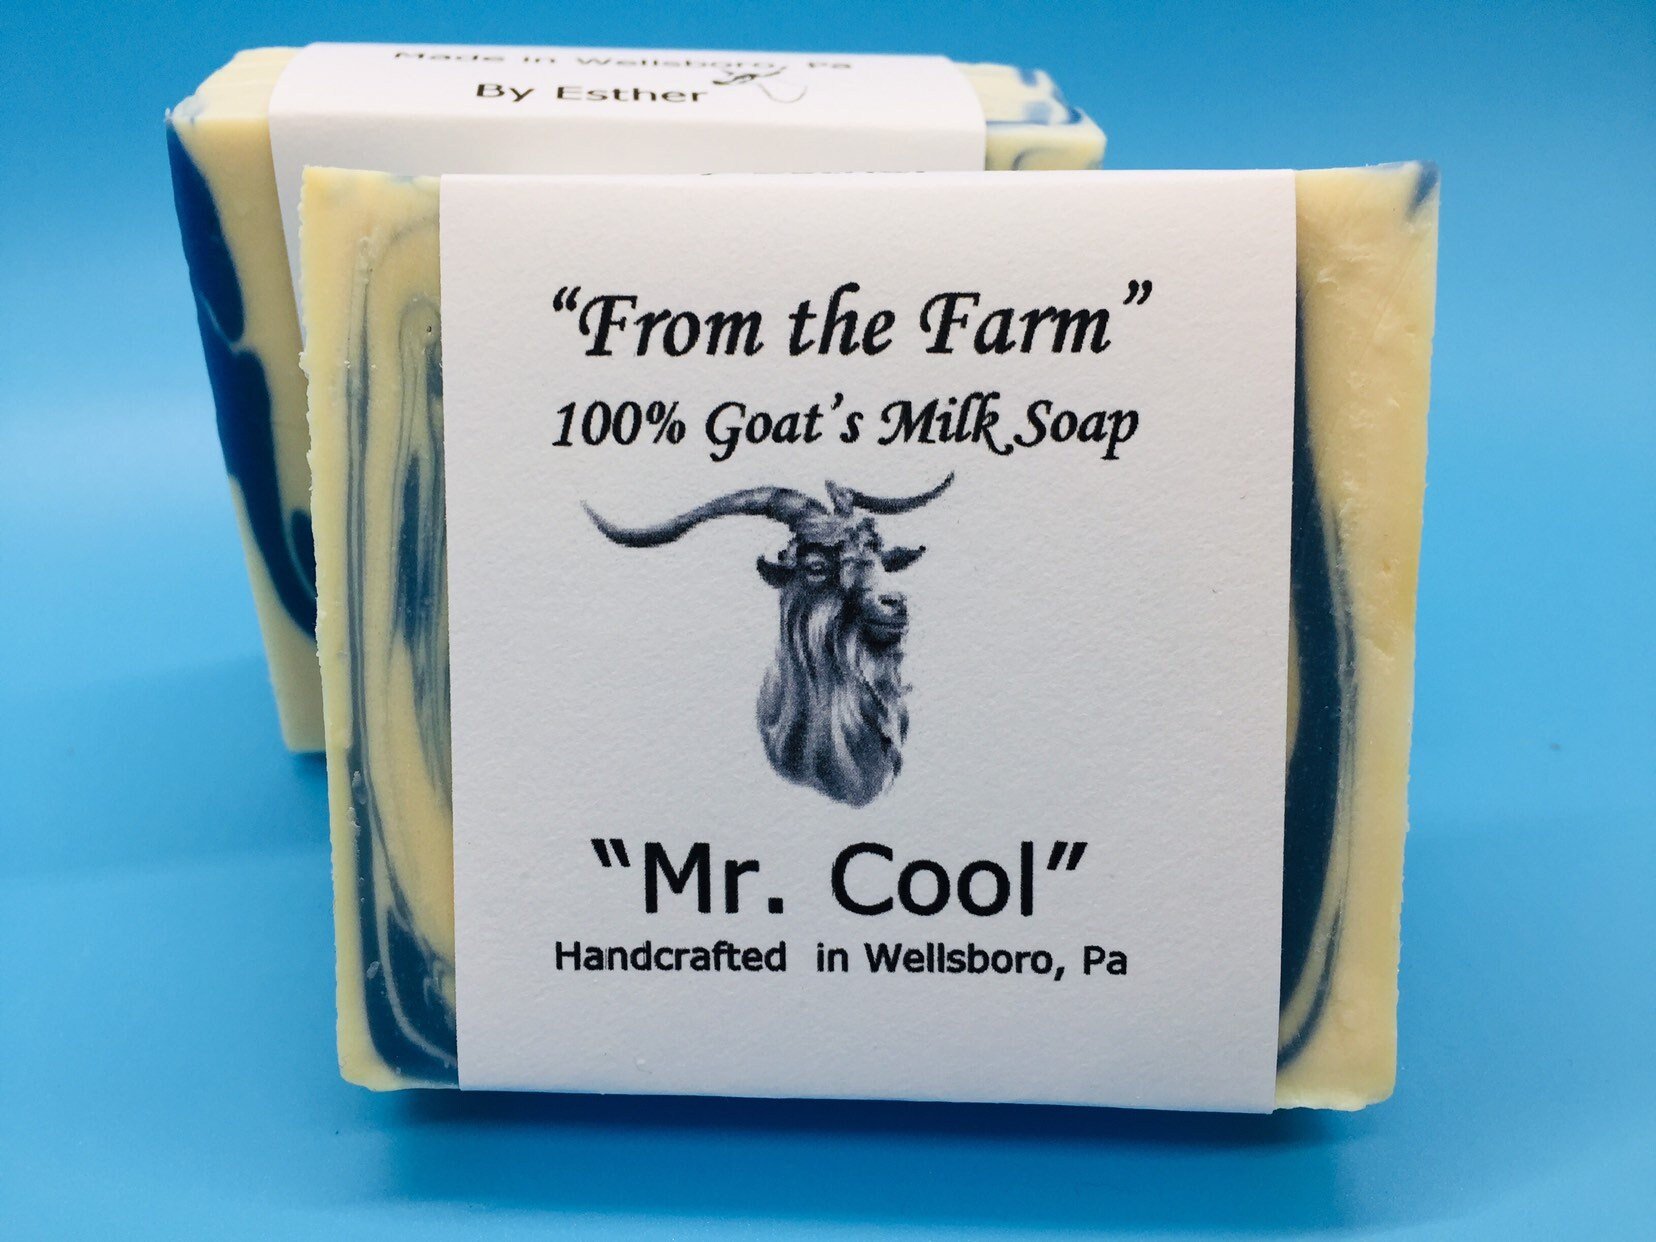 Made in Wellsboro, Pa
By Esther
“From the Farm”
100% Goat’s Milk Soap
“Mr. Cool”
Handcrafted in Wellsboro, Pa